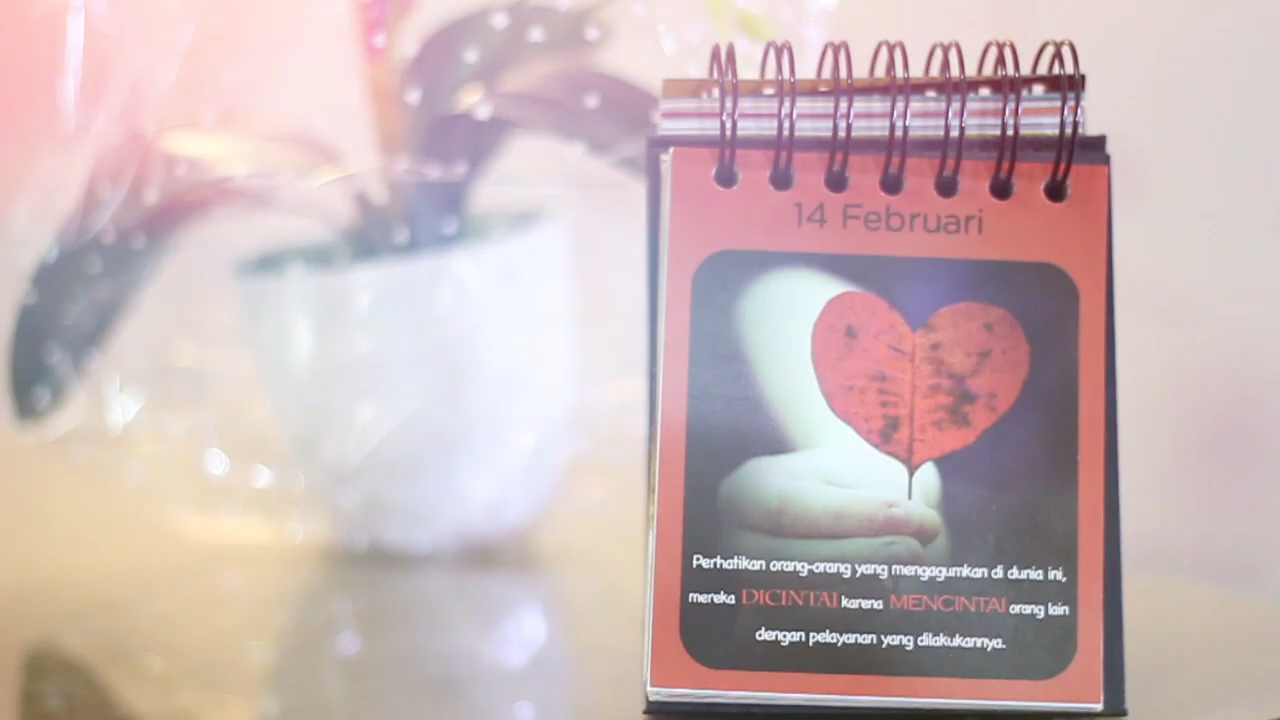 14 Februari
Perhatikan orang-orang yang mengagumkan di dunia ini,
mereka DICINTAI karena MENCINTAI orang lain
dengan pelayanan yang dilakukannya.